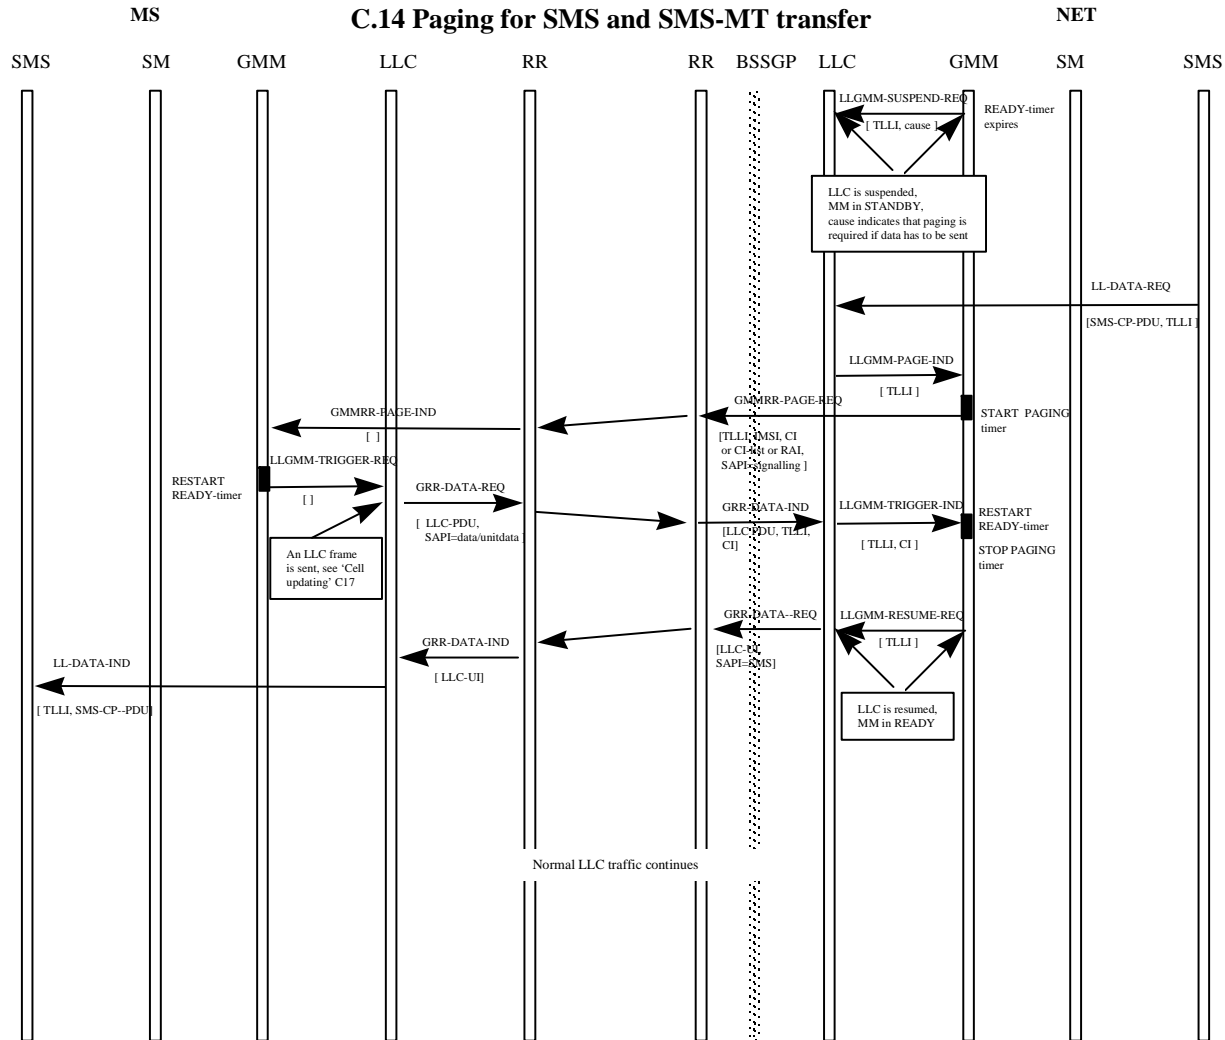 MS
C.14 Paging for SMS and SMS-MT transfer
NET
SMS SM GMM LLC RR RR BSSGP LLC GMM SM SMS
LLGMM-SUSPEND-REQ
[ TLLI, cause ]
READY-timer
expires
LLC is suspended,
MM in STANDBY,
cause indicates that paging is
required if data has to be sent
LL-DATA-REQ
[SMS-CP-PDU, TLLI ]
LLGMM-PAGE-IND
[ TLLI ]
GMMRR-PAGE-REQ
START PAGING
timer
GMMRR-PAGE-IND
[ ]
[TLLI, IMSI, CI
or CI-list or RAI,
SAPI=signalling ]
LLGMM-TRIGGER-REQ
[ ]
RESTART
READY-timer
GRR-DATA-REQ
[ LLC-PDU,
SAPI=data/unitdata ]
GRR-DATA-IND
[LLC-PDU, TLLI,
CI]
LLGMM-TRIGGER-IND
[ TLLI, CI ]
RESTART
READY-timer
STOP PAGING
timer
An LLC frame
is sent, see ‘Cell
updating’ C17
GRR-DATA--REQ
[LLC-UI,
SAPI=SMS]
LLGMM-RESUME-REQ
[ TLLI ]
GRR-DATA-IND
[ LLC-UI]
LL-DATA-IND
[ TLLI, SMS-CP--PDU]
LLC is resumed,
MM in READY
Normal LLC traffic continues